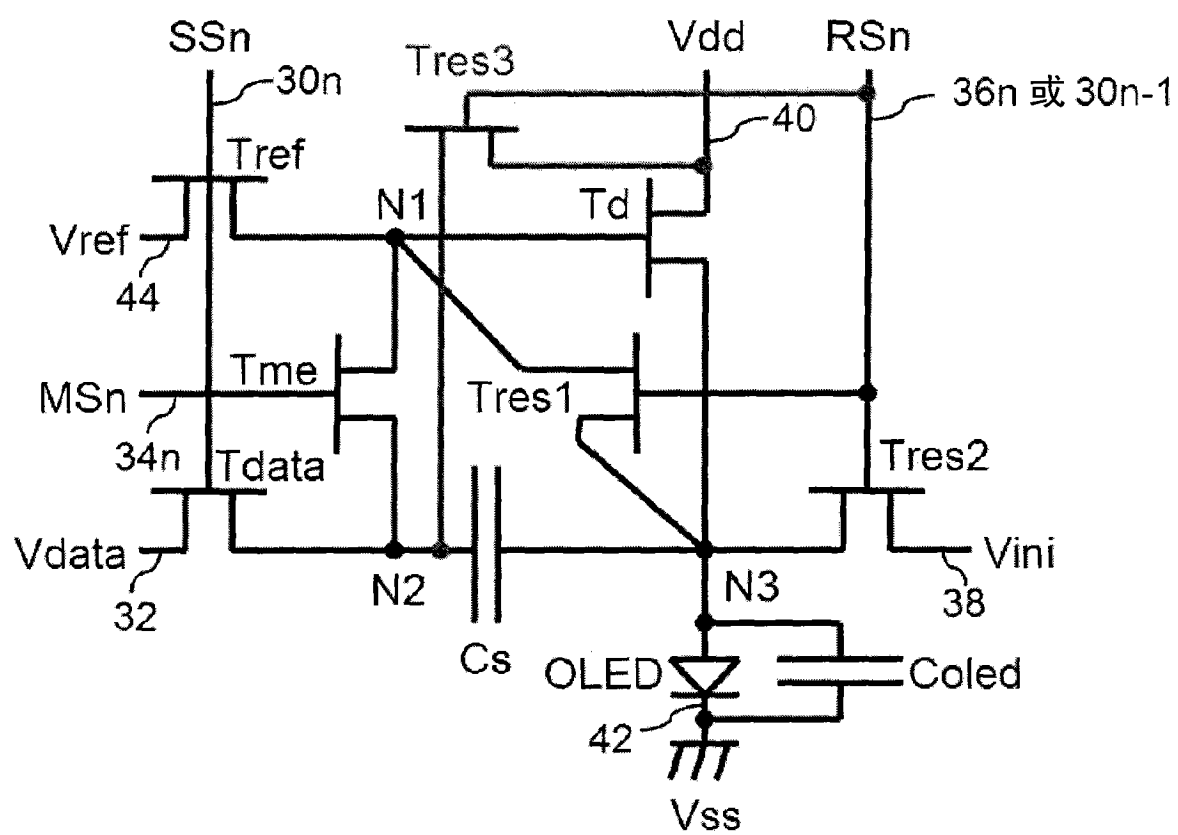 SSn
Vdd
RSn
Tres3
30n
36n 或 30n-1
40
Tref
N1
Td
Vref
44
Tme
Tres1
MSn
34n
Tdata
Tres2
Vdata
32
N2
N3
Vini
38
Cs
OLED
Coled
42
Vss